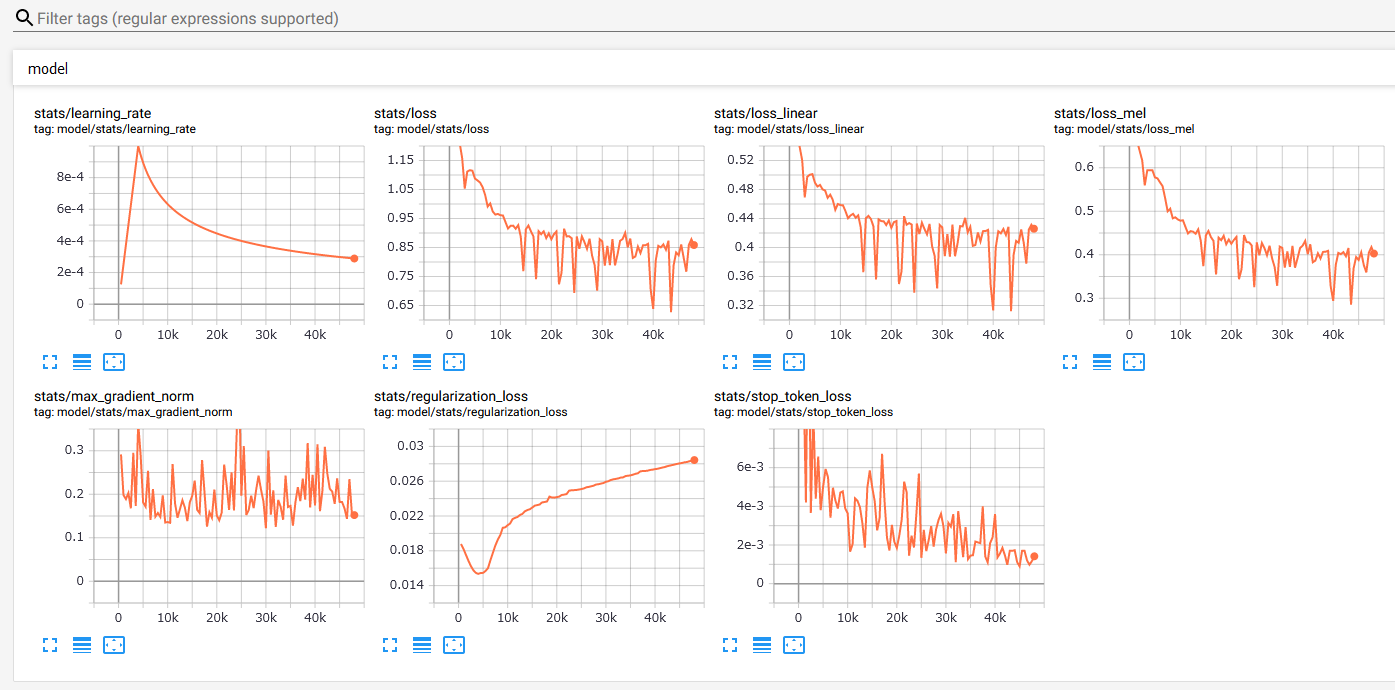 Filter tags (regular expressions supported)
model
stats/learning_rate
tag: model/stats/learning_rate
8e-4
6e-4
4e-4
2e-4
0
0 10k 20k 30k 40k
stats/loss
tag: model/stats/loss
1.15
1.05
0.95
0.85
0.75
0.65
0 10k 20k 30k 40k
stats/loss_linear
tag: model/stats/loss_linear
0.52
0.48
0.44
0.4
0.36
0.32
0 10k 20k 30k 40k
stats/loss_mel
tag: model/stats/loss_mel
0.6
0.5
0.4
0.3
0 10k 20k 30k 40k
stats/max_gradient_norm
tag: model/stats/max_gradient_norm
0.3
0.2
0.1
0
0 10k 20k 30k 40k
stats/regularization_loss
tag: model/stats/regularization_loss
0.03
0.026
0.022
0.018
0.014
0 10k 20k 30k 40k
stats/stop_token_loss
tag: model/stats/stop_token_loss
6e-3
4e-3
2e-3
0
0 10k 20k 30k 40k